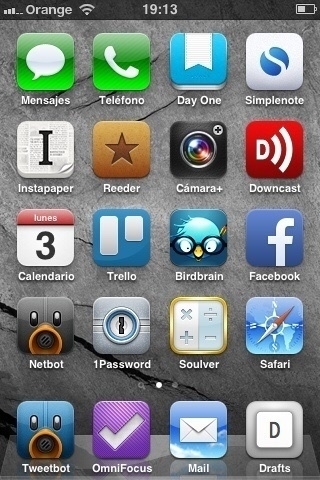 Orange 19:13
Mensajes Teléfono Day One Simplenote
I D
Instapaper Reeder Cámara+ Downcast
lunes
3 f
Calendario Trello Birdbrain Facebook
Netbot 1Password Soulver Safari
D
Tweetbot OmniFocus Mail Drafts